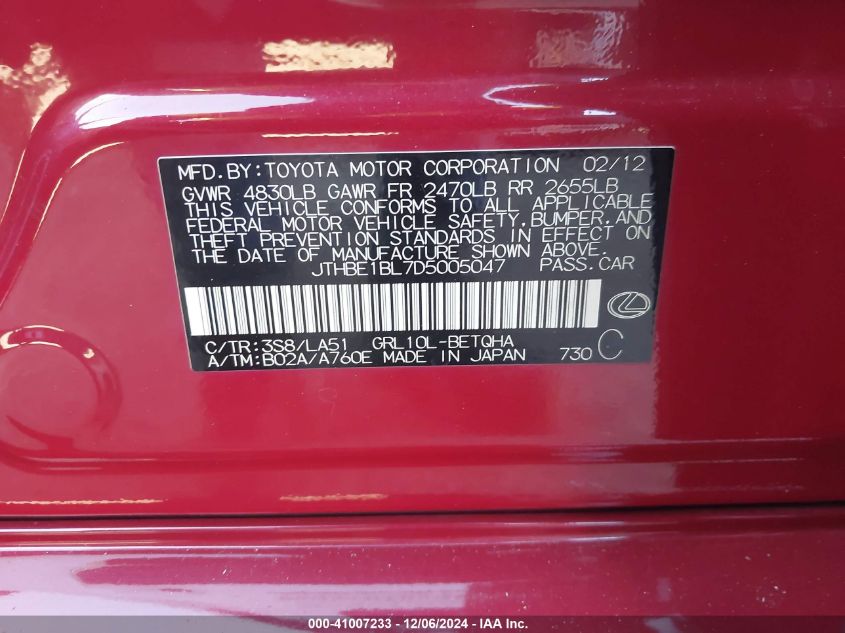 MFD.BY:TOYOTA MOTOR CORPORATION 02/12
GVWR 4830LB GAWR FR 2470LB RR 2655LB
THIS VEHICLE CONFORMS TO ALL APPLICABLE
FEDERAL MOTOR VEHICLE SAFETY,BUMPER,AND
THEFT PREVENTION STANDARDS IN EFFECT ON
THE DATE OF MANUFACTURE SHOWN ABOVE.
JTHBE1BL7D5005047 PASS.CAR
C/TR:3S8/LA51 GRL10L-BETQHA
A/TM:B02A/A760E MADE IN JAPAN 730 C
000-41007233 - 12/06/2024 - IAA Inc.